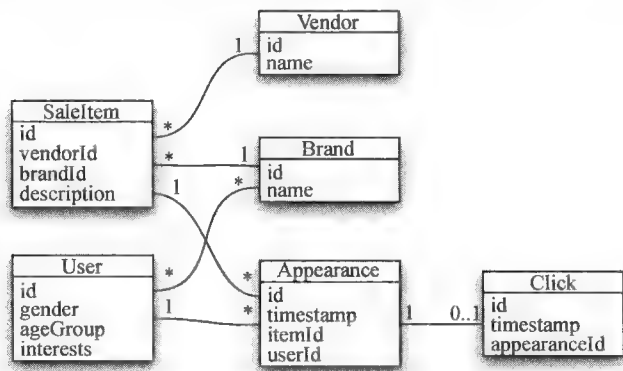 Vendor
id
name
1
SaleItem
id
vendorId
brandId
description
*
*
1
1
Brand
id
name
*
User
id
gender
ageGroup
interests
*
1
*
*
Appearance
id
timestamp
itemId
userId
1
0..1
Click
id
timestamp
appearanceId